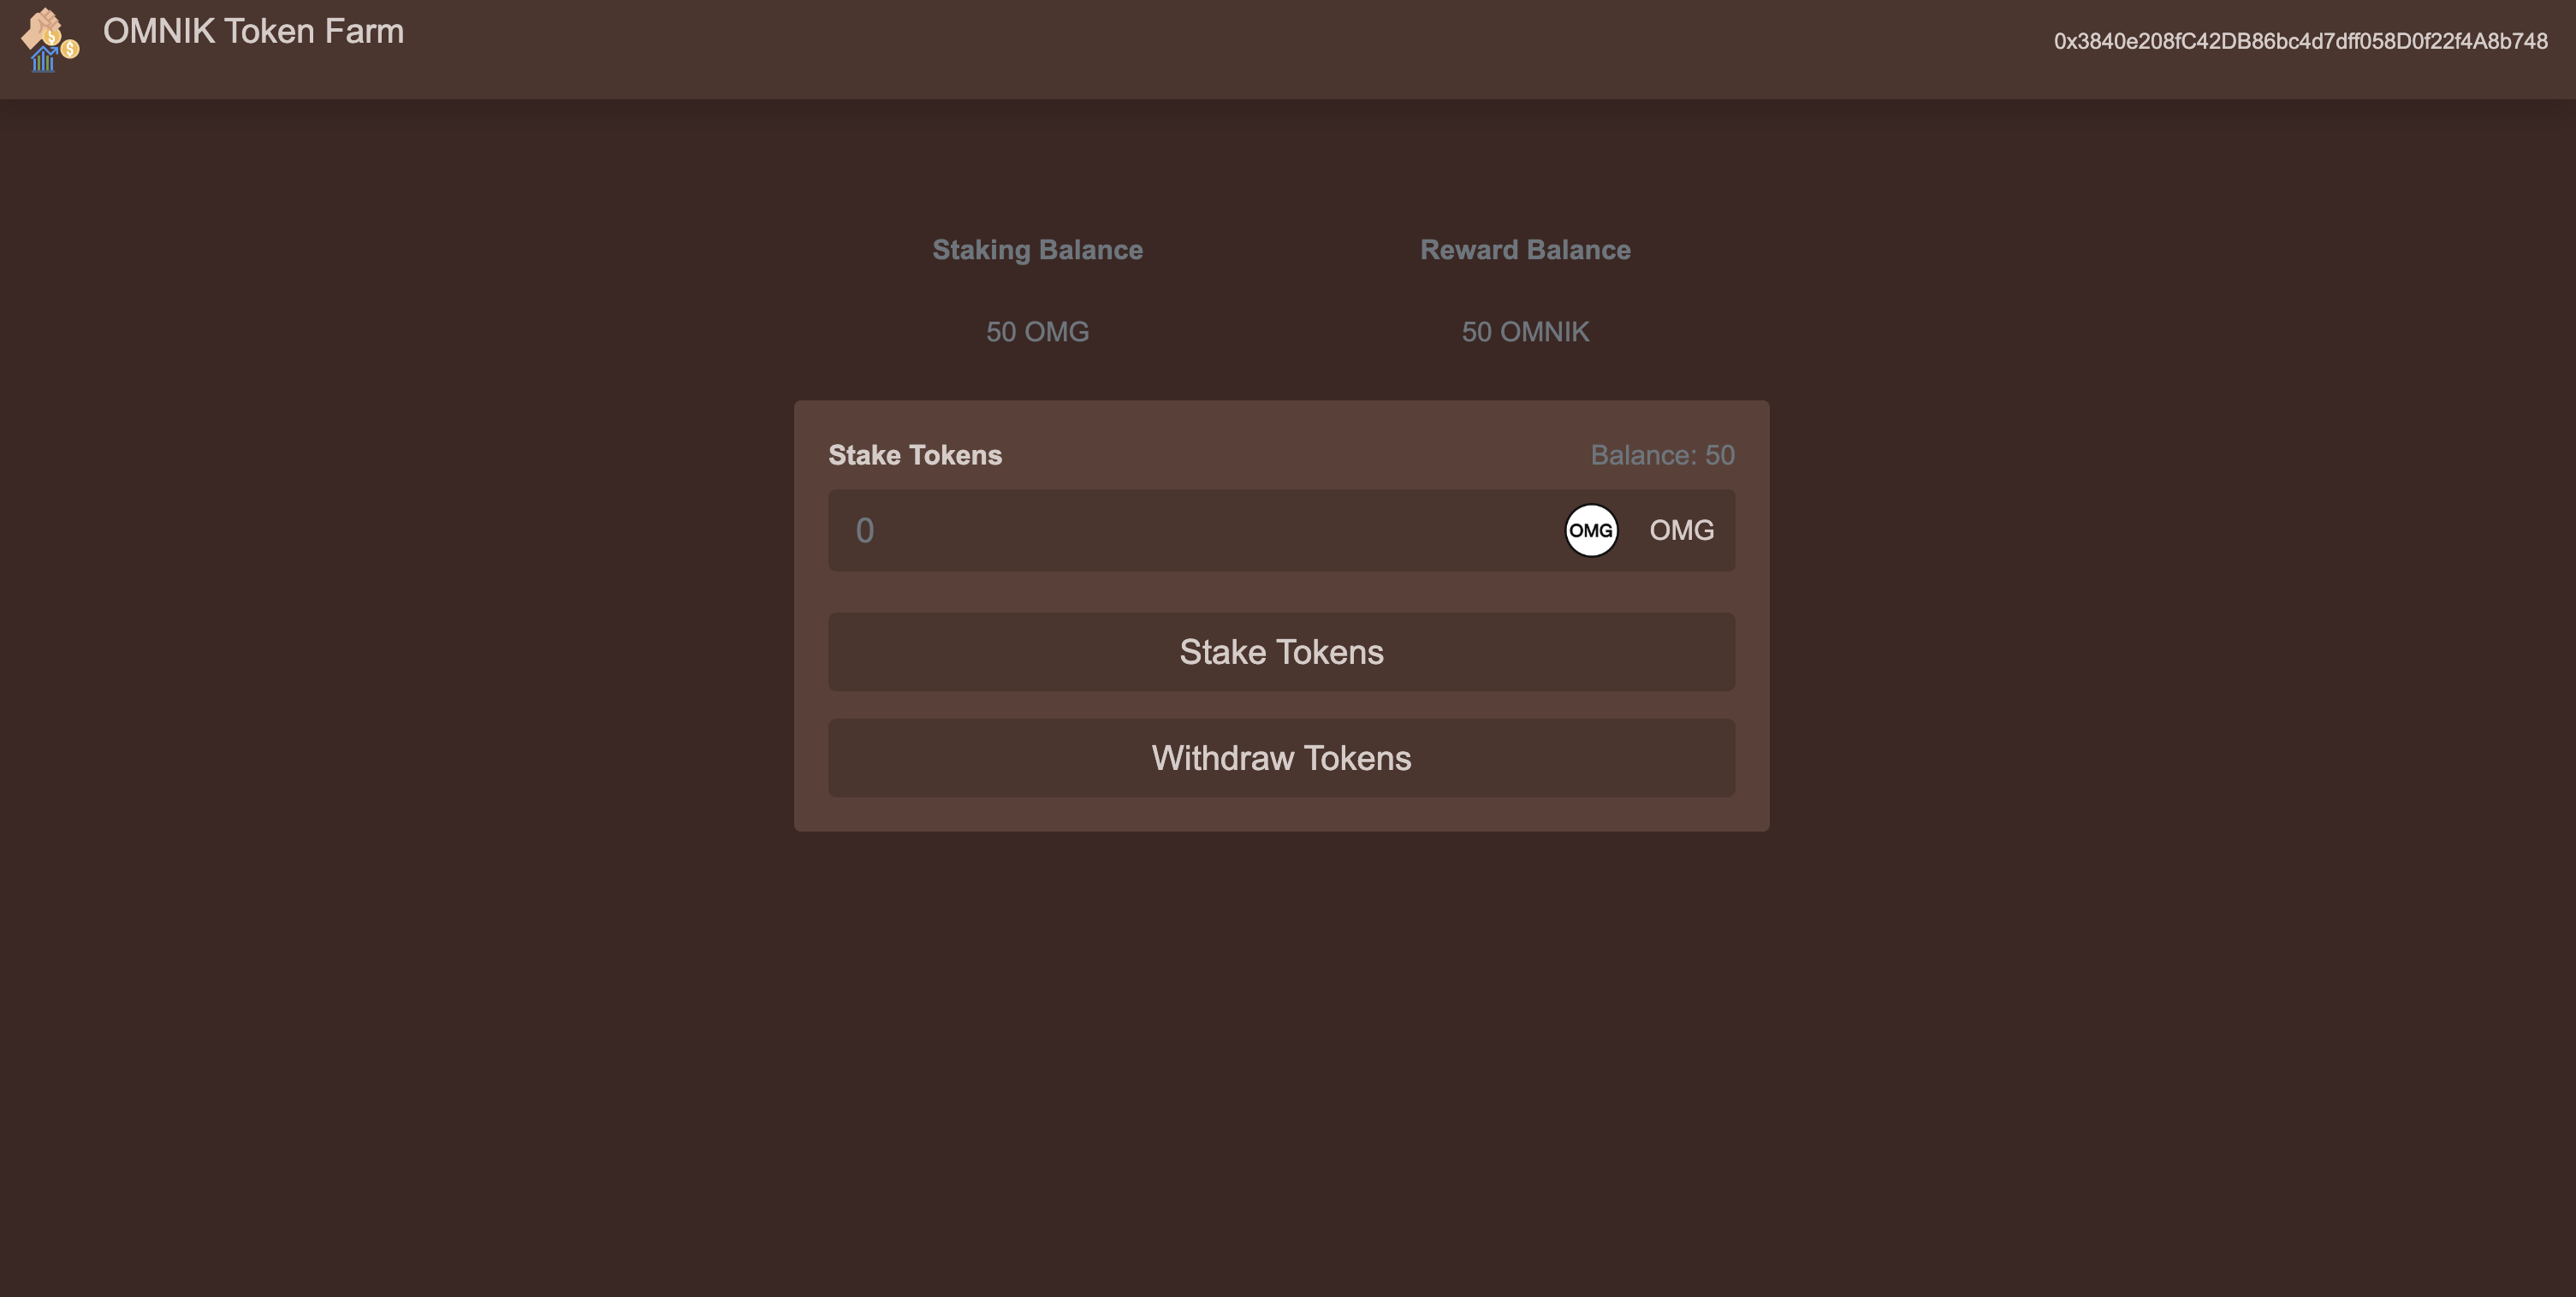 OMNIK Token Farm
0x3840e208fC42DB86bc4d7dff058D0f22f4A8b748
Staking Balance
Reward Balance
50 OMG
50 OMNIK
Stake Tokens
Balance: 50
0
OMG
OMG
Stake Tokens
Withdraw Tokens